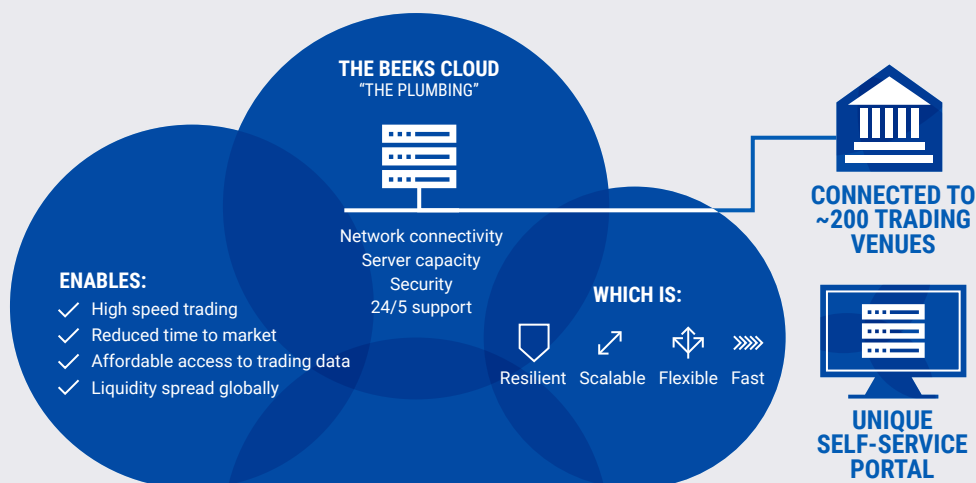 THE BEEKS CLOUD
“THE PLUMBING”
Network connectivity
Server capacity
Security
24/5 support
ENABLES:
High speed trading
Reduced time to market
Affordable access to trading data
Liquidity spread globally
WHICH IS:
Resilient Scalable Flexible Fast
CONNECTED TO
~200 TRADING
VENUES
UNIQUE
SELF-SERVICE
PORTAL